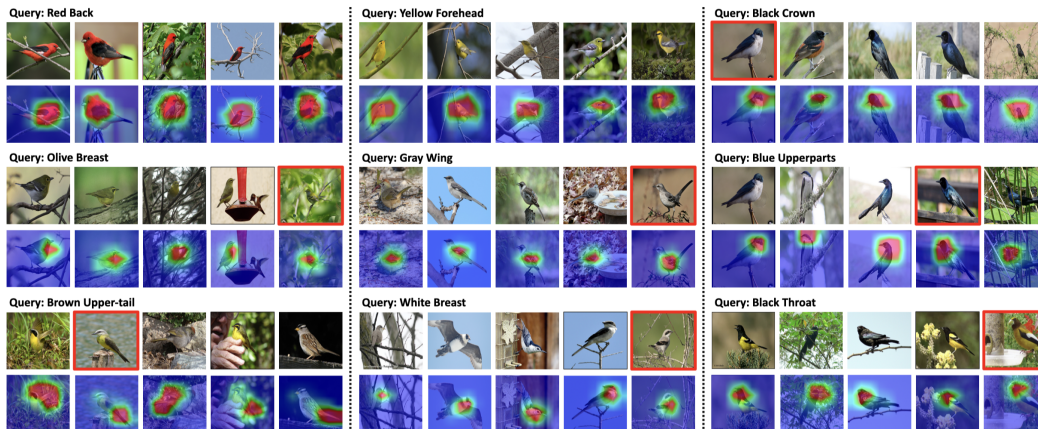 Query: Red Back
Query: Yellow Forehead
Query: Black Crown
Query: Olive Breast
Query: Gray Wing
Query: Blue Upperparts
Query: Brown Upper-tail
Query: White Breast
Query: Black Throat